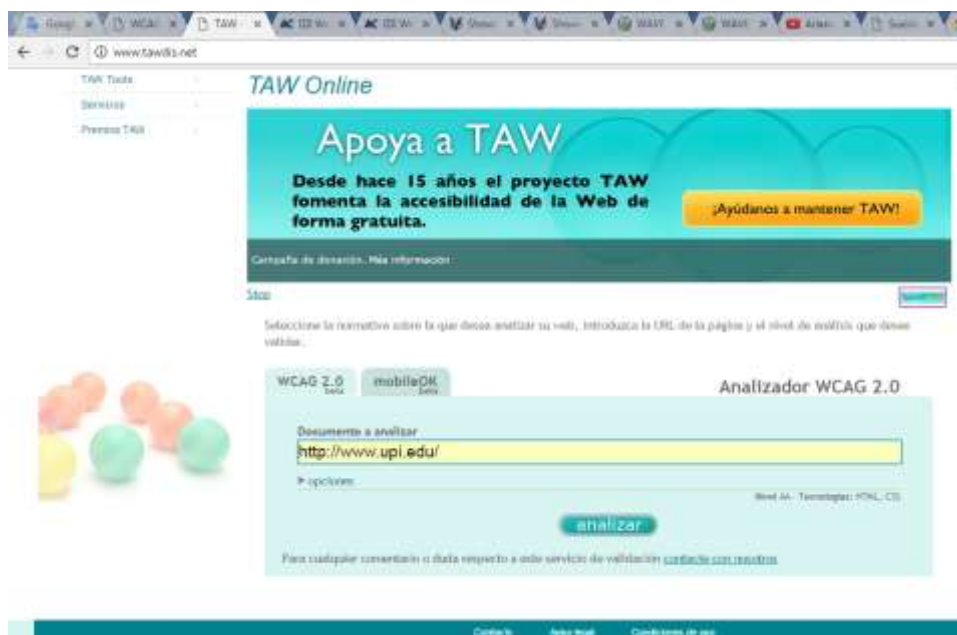 TAW
WCAG
www.tawdis.net
TAW Tools
Servicios
Premios TAW
TAW Online
Apoya a TAW
Desde hace 15 años el proyecto TAW
fomenta la accesibilidad de la Web de
forma gratuita.
¡Ayúdanos a mantener TAW!
Campaña de donación. Más información
Stop
Seleccione la normativa sobre la que desea analizar su web, introduzca la URL de la página y el nivel de análisis que desee
validar.
WCAG 2.0
beta
mobileOK
beta
Analizador WCAG 2.0
Documento a analizar
http://www.upi.edu/
opciones
Nivel AA. Tecnologías: HTML, CSS
analizar
Para cualquier comentario o duda respecto a este servicio de validación contacte con nosotros
Contacto Aviso legal Condiciones de uso